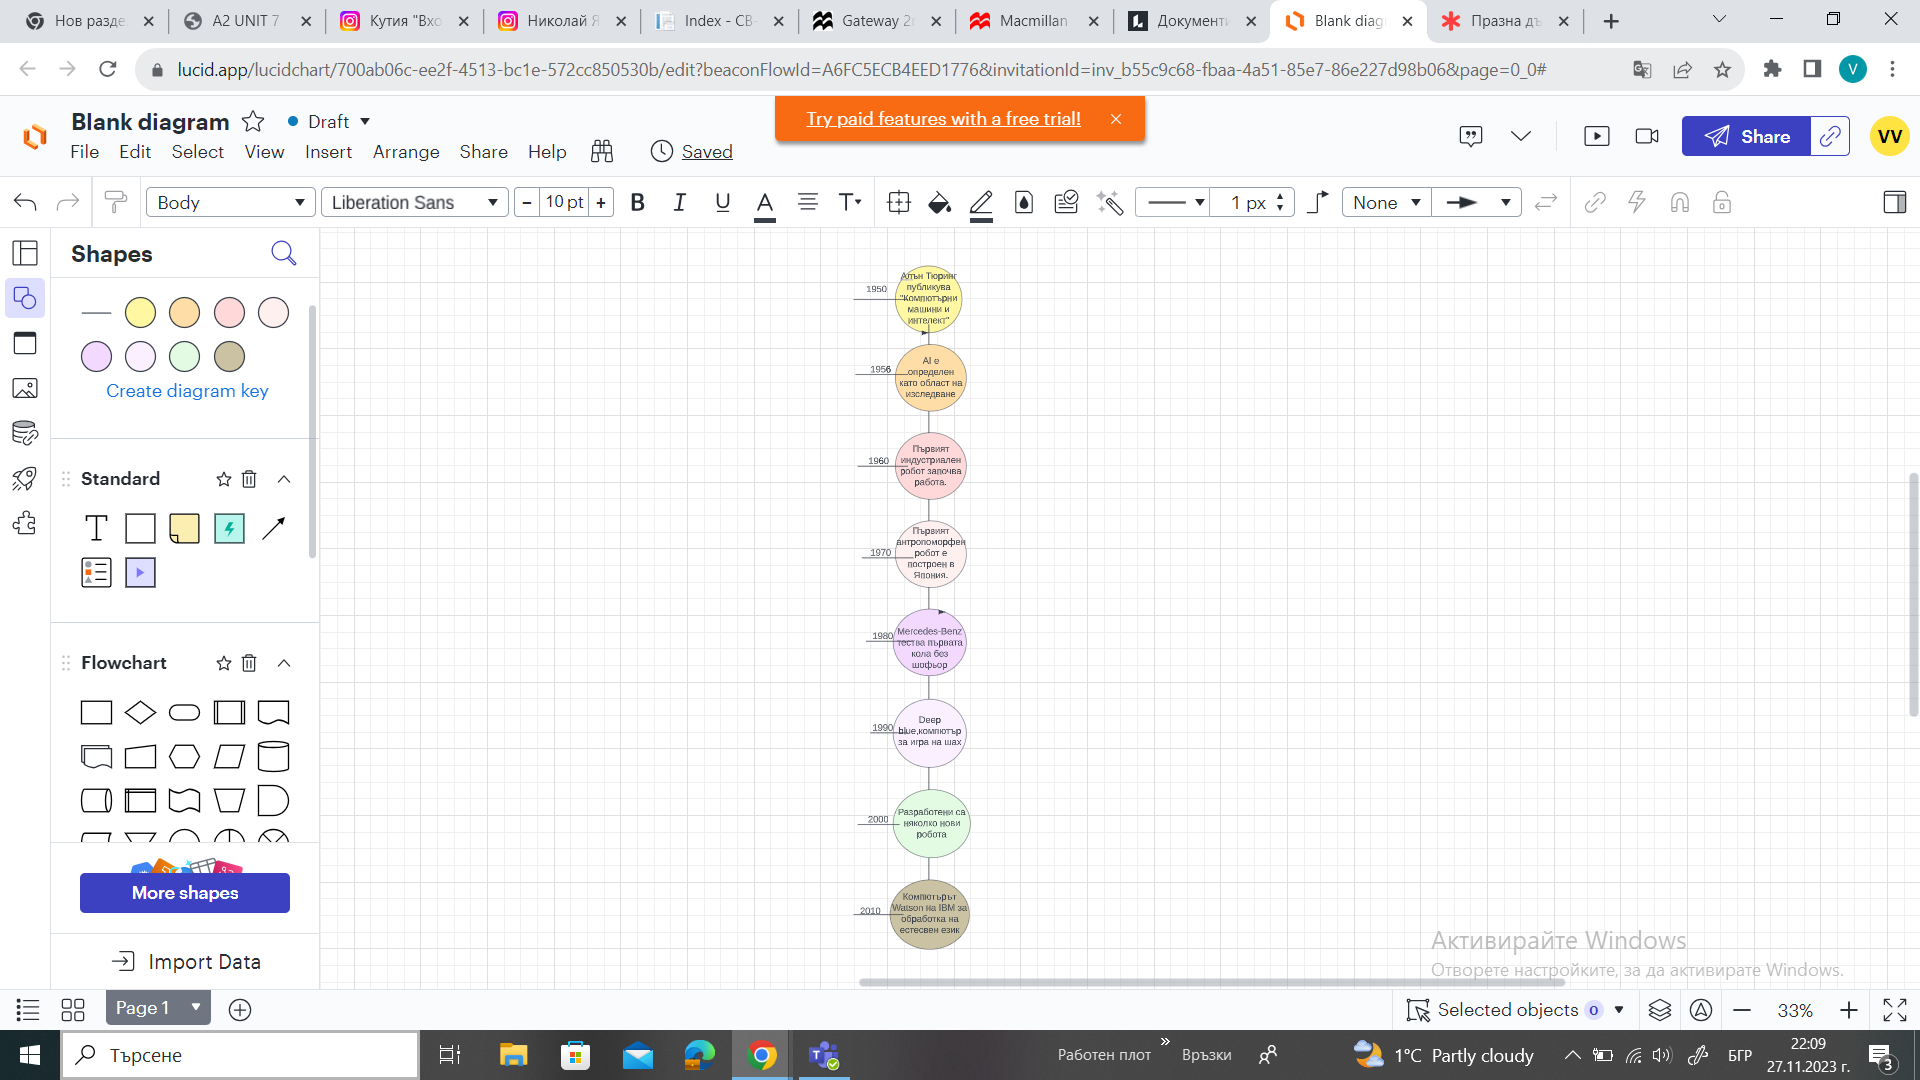 Нов разде
A2 UNIT 7
Кутия "Вхо
Николай Я
Index - CB-
Gateway 2
Macmillan
Документи
Blank diag
Празна дъ
lucid.app/lucidchart/700ab06c-ee2f-4513-bc1e-572cc850530b/edit?beaconFlowId=A6FC5ECB4EED1776&invitationId=inv_b55c9c68-fbaa-4a51-85e7-86e227d98b06&page=0_0#
V
Blank diagram
Draft
Try paid features with a free trial!
File Edit Select View Insert Arrange Share Help
Saved
Share
VV
Body
Liberation Sans
- 10 pt +
B I U A T
1 px
None
Shapes
Create diagram key
Standard
T
Flowchart
More shapes
Import Data
1950
Алън Тюринг
публикува
"Компютърни
машини и
интелект"
1956
AI е
определен
като област на
изследване
1960
Първият
индустриален
робот започва
работа.
1970
Първият
антропоморфен
робот е
построен в
Япония.
1980
Mercedes-Benz
тества първата
кола без
шофьор
1990
Deep
blue,компютър
за игра на шах
2000
Разработени са
няколко нови
робота
2010
Компютърът
Watson на IBM за
обработка на
естесвен език
Активирайте Windows
Отворете настройките, за да активирате Windows.
Page 1
Selected objects 0
33%
Търсене
Работен плот
Връзки
1°C Partly cloudy
БГР
22:09
27.11.2023 г.
3